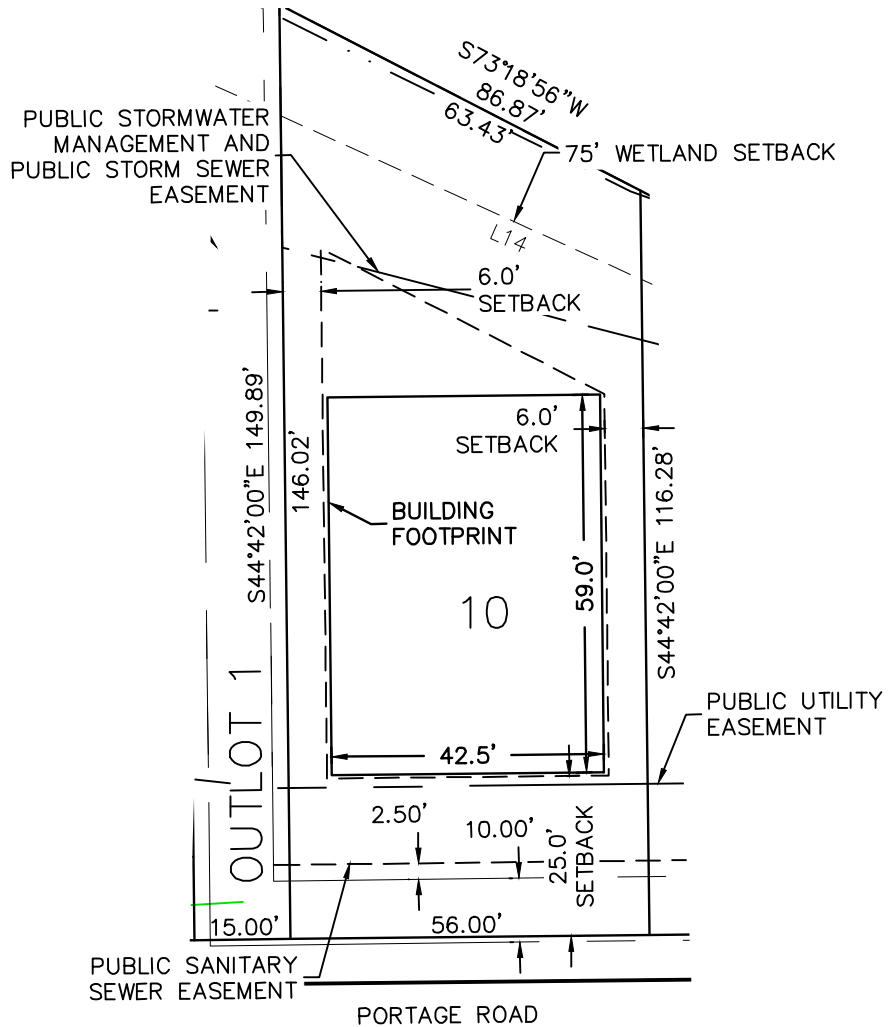 S73°18'56"W
86.87'
63.43'
PUBLIC STORMWATER
MANAGEMENT AND
PUBLIC STORM SEWER
EASEMENT
75' WETLAND SETBACK
L14
6.0'
SETBACK
S44°42'00"E 149.89'
146.02'
6.0'
SETBACK
BUILDING
FOOTPRINT
59.0'
10
S44°42'00"E 116.28'
OUTLOT 1
PUBLIC UTILITY
EASEMENT
42.5'
2.50'
10.00'
25.0'
SETBACK
15.00'
56.00'
PUBLIC SANITARY
SEWER EASEMENT
PORTAGE ROAD